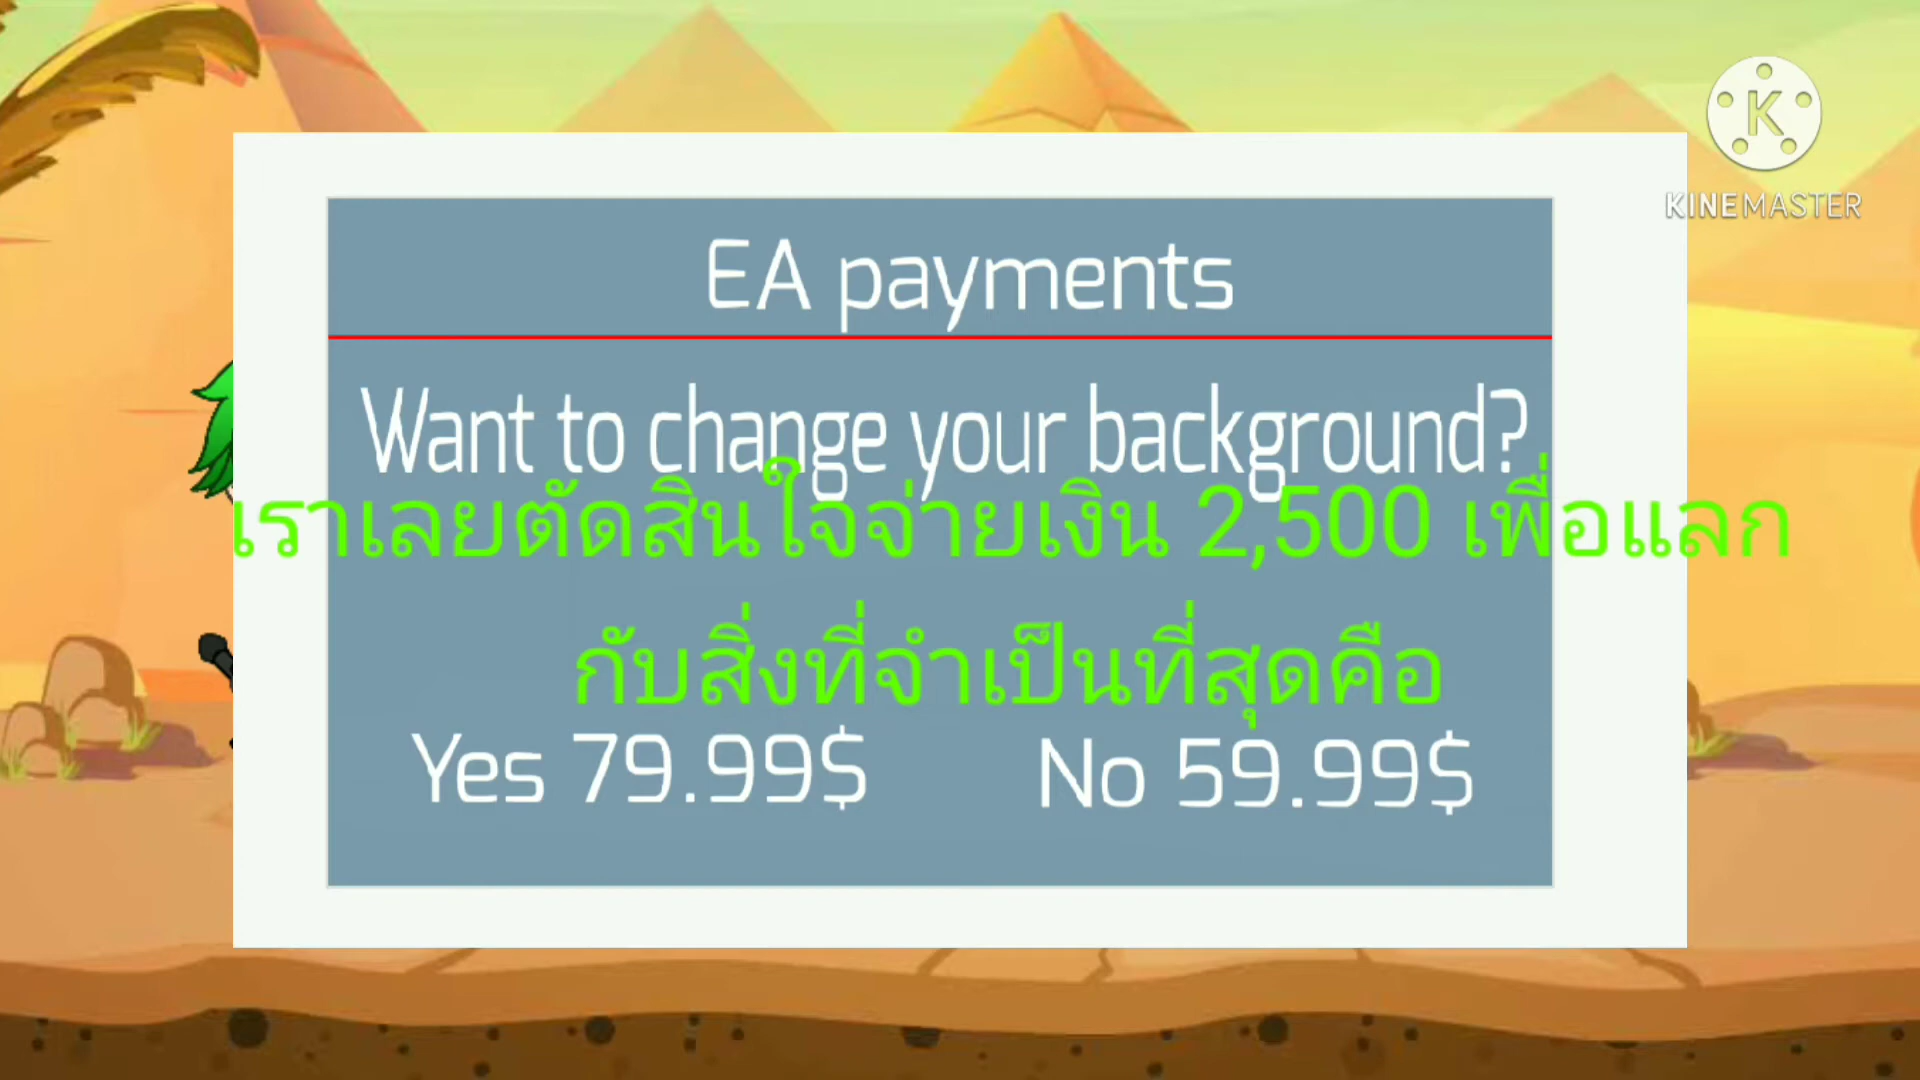 K
KINEMASTER
EA payments
Want to change your background?
เราเลยตัดสินใจจ่ายเงิน 2,500 เพื่อแลก
กับสิ่งที่จำเป็นที่สุดคือ
Yes 79.99$
No 59.99$